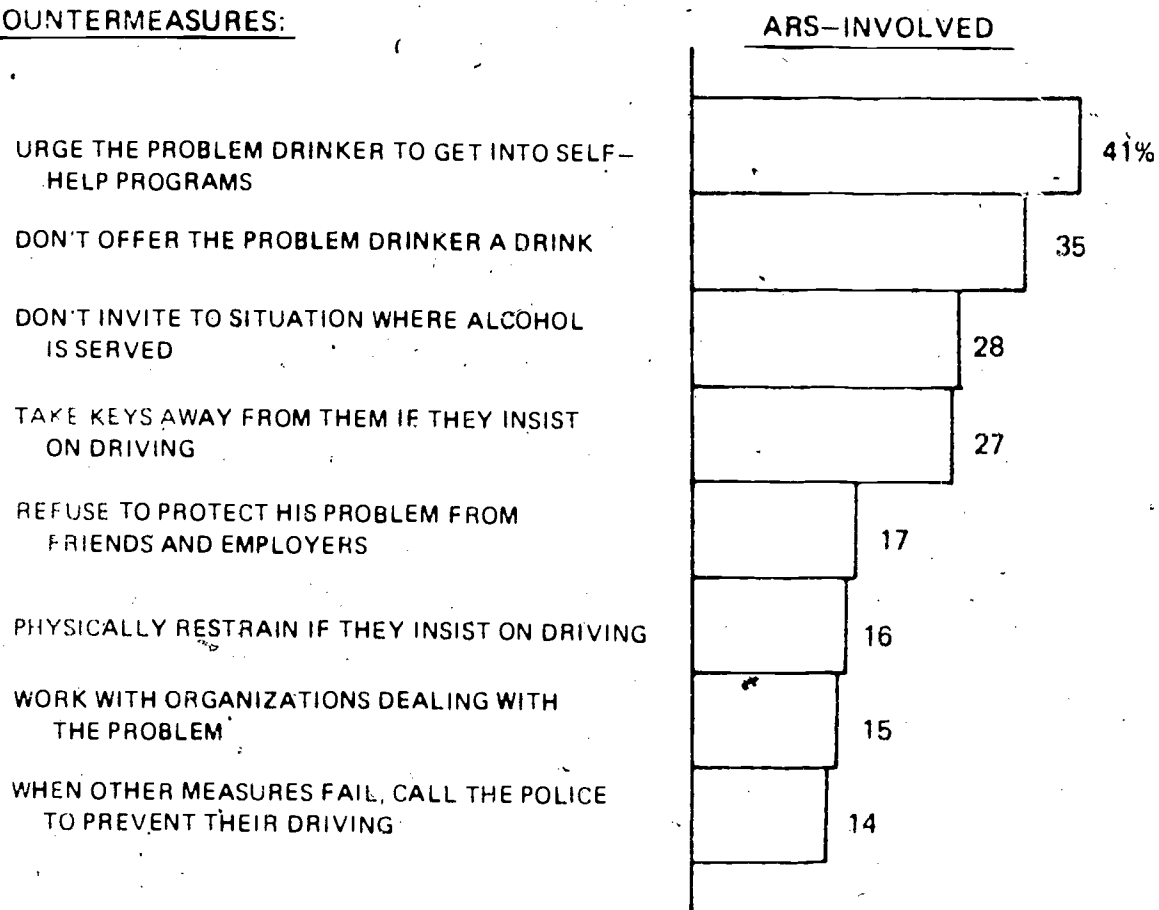 OUNTERMEASURES:
ARS–INVOLVED
URGE THE PROBLEM DRINKER TO GET INTO SELF–
HELP PROGRAMS
41%
DON'T OFFER THE PROBLEM DRINKER A DRINK
35
DON'T INVITE TO SITUATION WHERE ALCOHOL
IS SERVED
28
TAKE KEYS AWAY FROM THEM IF THEY INSIST
ON DRIVING
27
REFUSE TO PROTECT HIS PROBLEM FROM
FRIENDS AND EMPLOYERS
17
PHYSICALLY RESTRAIN IF THEY INSIST ON DRIVING
16
WORK WITH ORGANIZATIONS DEALING WITH
THE PROBLEM
15
WHEN OTHER MEASURES FAIL, CALL THE POLICE
TO PREVENT THEIR DRIVING
14